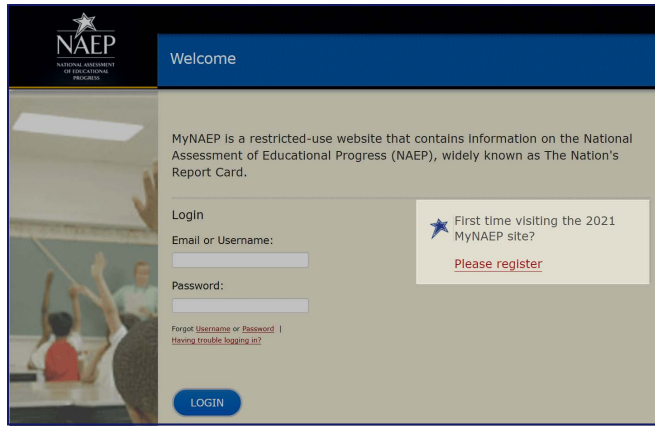 NAEP
NATIONAL ASSESSMENT
OF EDUCATIONAL
PROGRESS
Welcome
MyNAEP is a restricted-use website that contains information on the National
Assessment of Educational Progress (NAEP), widely known as The Nation's
Report Card.
Login
Email or Username:
Password:
Forgot Username or Password |
Having trouble logging in?
LOGIN
First time visiting the 2021
MyNAEP site?
Please register